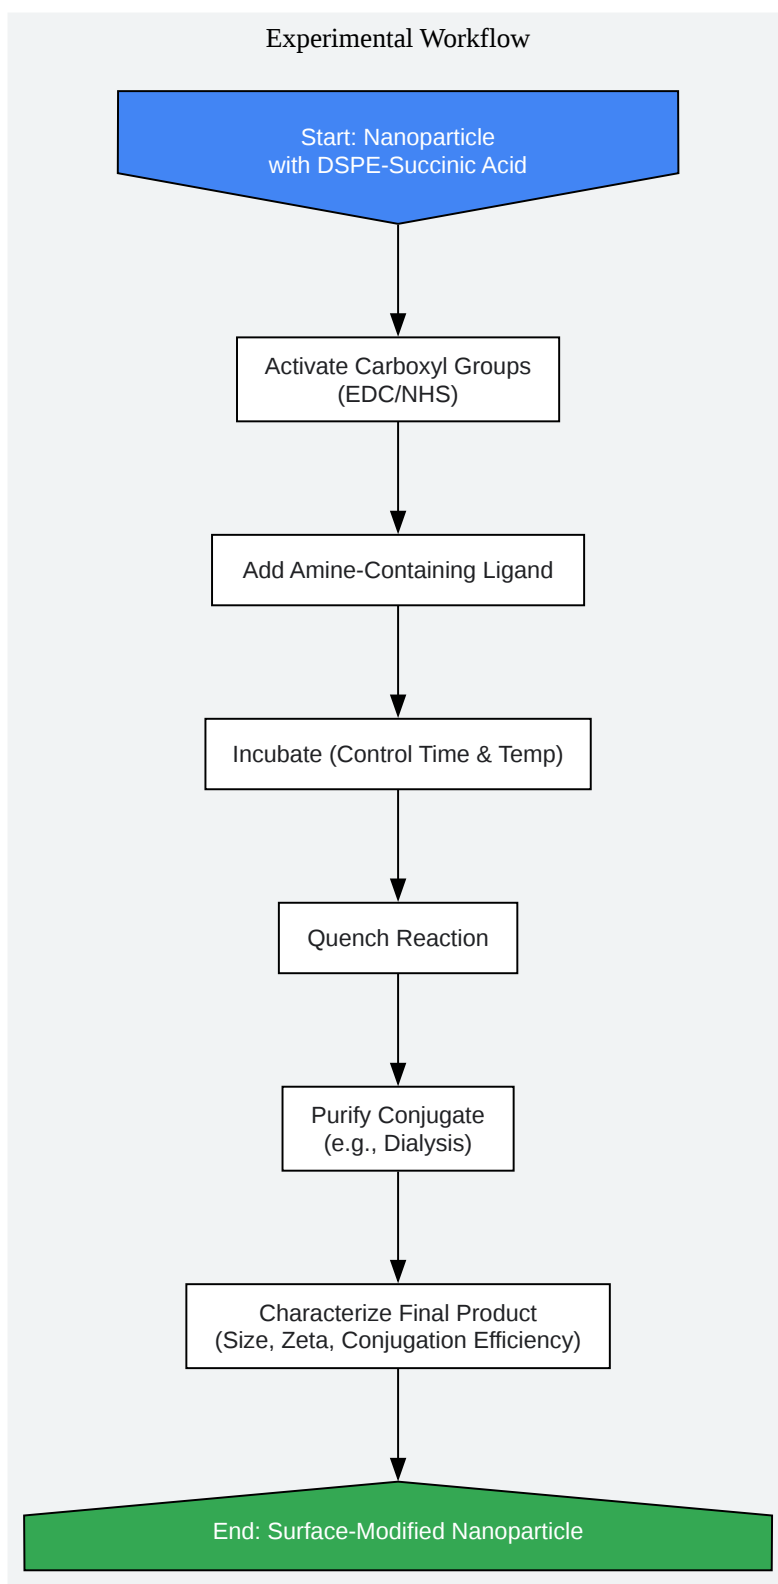 Experimental Workflow
Start: Nanoparticle
with DSPE-Succinic Acid
Activate Carboxyl Groups
(EDC/NHS)
Add Amine-Containing Ligand
Incubate (Control Time & Temp)
Quench Reaction
Purify Conjugate
(e.g., Dialysis)
Characterize Final Product
(Size, Zeta, Conjugation Efficiency)
End: Surface-Modified Nanoparticle